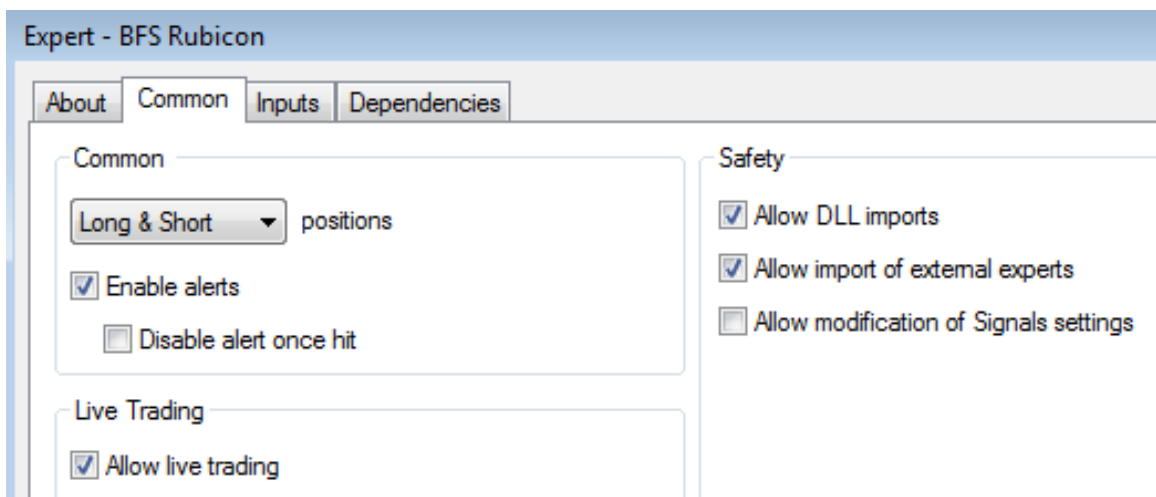 Expert - BFS Rubicon
About Common Inputs Dependencies
Common
Long & Short positions
Enable alerts
Disable alert once hit
Live Trading
Allow live trading
Safety
Allow DLL imports
Allow import of external experts
Allow modification of Signals settings